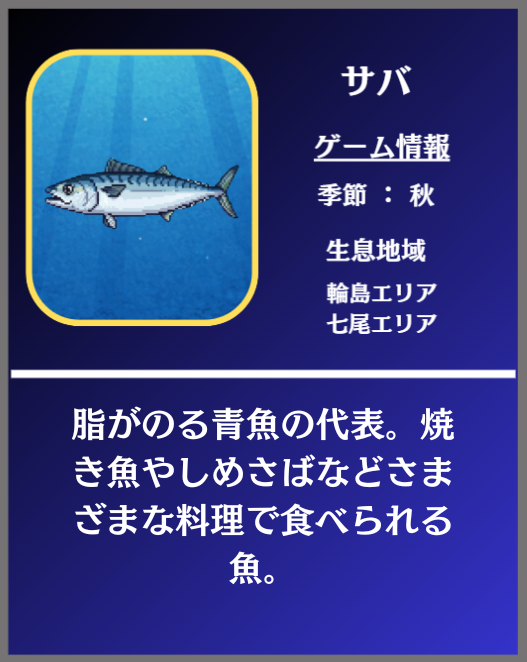 サバ
ゲーム情報
季節 : 秋
生息地域
輪島エリア
七尾エリア
脂がのる青魚の代表。焼
き魚やしめさばなどさま
ざまな料理で食べられる
魚。